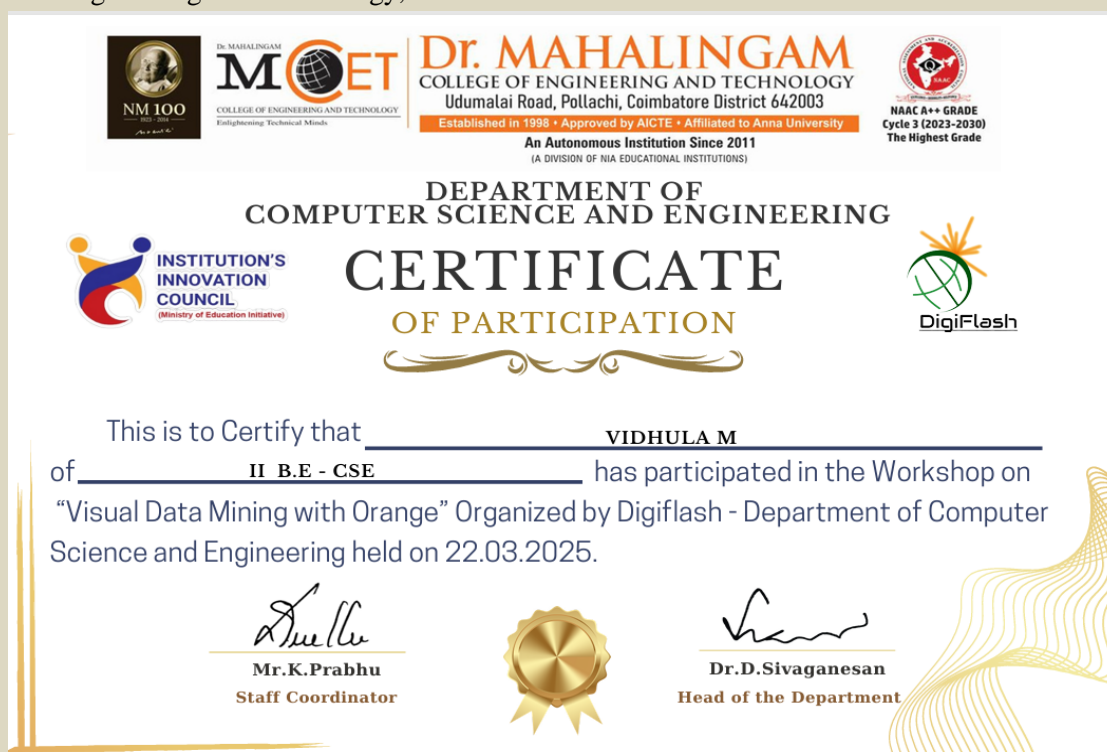 NM 100
1923 - 2014
Dr. MAHALINGAM
MCET
COLLEGE OF ENGINEERING AND TECHNOLOGY
Enlightening Technical Minds
Dr. MAHALINGAM
COLLEGE OF ENGINEERING AND TECHNOLOGY
Udumalai Road, Pollachi, Coimbatore District 642003
Established in 1998 • Approved by AICTE • Affiliated to Anna University
An Autonomous Institution Since 2011
(A DIVISION OF NIA EDUCATIONAL INSTITUTIONS)
NAAC
NAAC A++ GRADE
Cycle 3 (2023-2030)
The Highest Grade
DEPARTMENT OF
COMPUTER SCIENCE AND ENGINEERING
INSTITUTION'S
INNOVATION
COUNCIL
(Ministry of Education Initiative)
CERTIFICATE
OF PARTICIPATION
DigiFlash
This is to Certify that VIDHULA M
of II B.E - CSE has participated in the Workshop on
“Visual Data Mining with Orange” Organized by Digiflash - Department of Computer
Science and Engineering held on 22.03.2025.
Mr.K.Prabhu
Staff Coordinator
Dr.D.Sivaganesan
Head of the Department